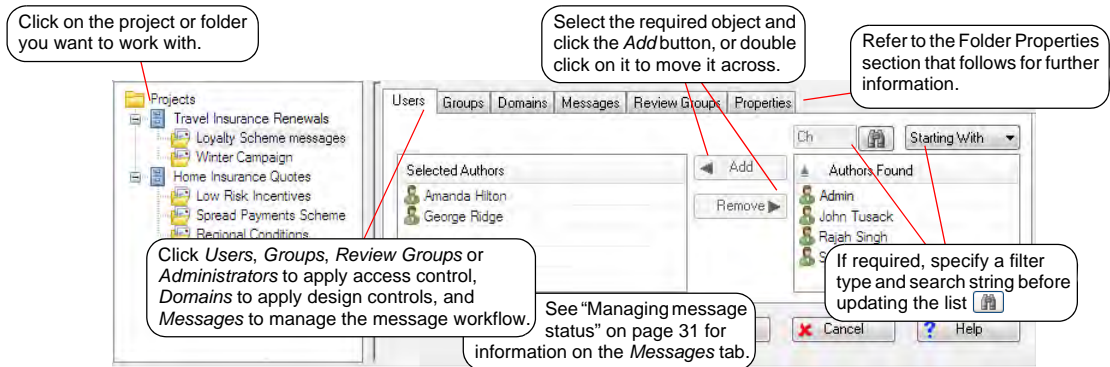 Click on the project or folder
you want to work with.
Select the required object and
click the Add button, or double
click on it to move it across.
Refer to the Folder Properties
section that follows for further
information.
Projects
Travel Insurance Renewals
Loyalty Scheme messages
Winter Campaign
Home Insurance Quotes
Low Risk Incentives
Spread Payments Scheme
Regional Conditions
Users Groups Domains Messages Review Groups Properties
Ch Starting With
Selected Authors
Amanda Hilton
George Ridge
Add
Remove
Authors Found
Admin
John Tusack
Rajah Singh
S
Click Users, Groups, Review Groups or
Administrators to apply access control,
Domains to apply design controls, and
Messages to manage the message workflow.
See “Managing message
status” on page 31 for
information on the Messages tab.
If required, specify a filter
type and search string before
updating the list
Cancel
? Help